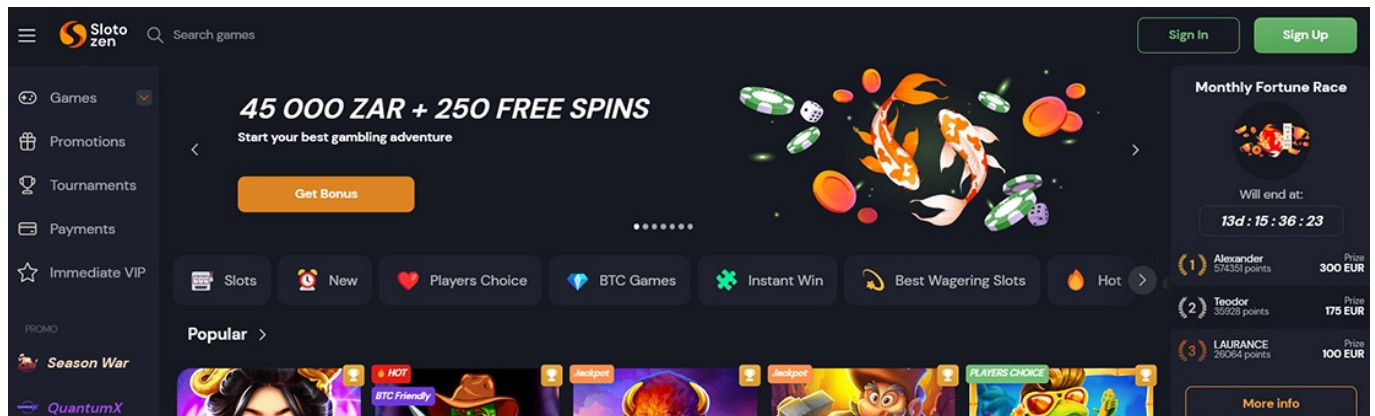 Sloto
zen
Search games
Sign In
Sign Up
Games
Promotions
Tournaments
Payments
Immediate VIP
PROMO
Season War
QuantumX
45 000 ZAR + 250 FREE SPINS
Start your best gambling adventure
Get Bonus
Slots
New
Players Choice
BTC Games
Instant Win
Best Wagering Slots
Hot
Popular
HOT
BTC Friendly
Jackpot
Jackpot
PLAYERS CHOICE
Monthly Fortune Race
Will end at:
13d : 15 : 36 : 23
1 Alexander Prize
574351 points 300 EUR
2 Teodor Prize
35928 points 175 EUR
3 LAURANCE Prize
26064 points 100 EUR
More info